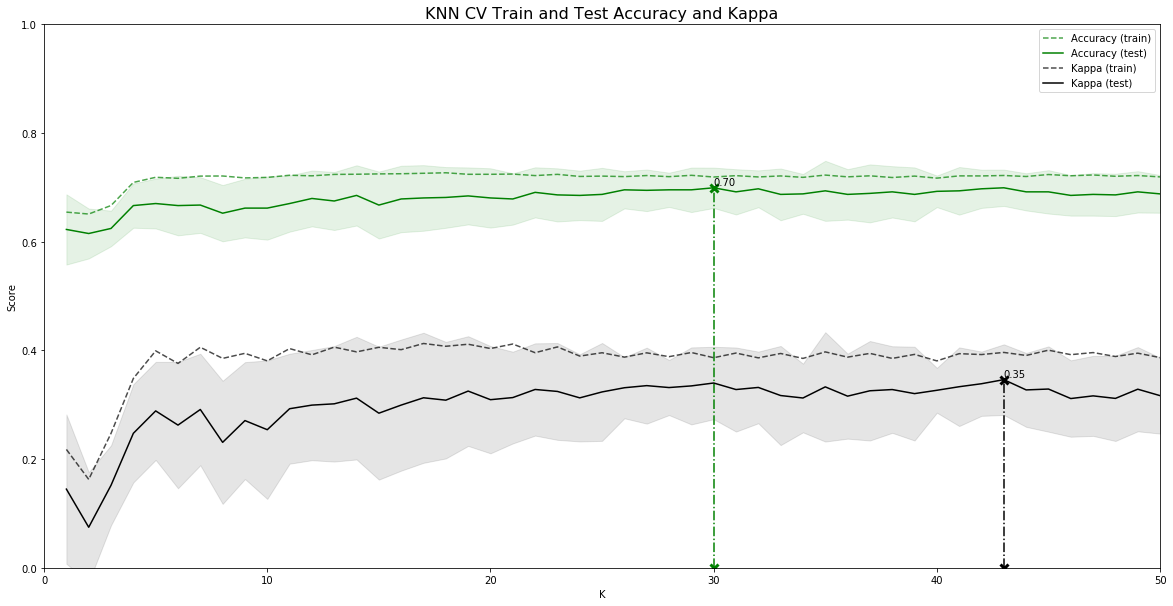 KNN CV Train and Test Accuracy and Kappa
1.0
Accuracy (train)
Accuracy (test)
Kappa (train)
Kappa (test)
0.8
0.70
0.6
Score
0.4
0.35
0.2
0.0
0 10 20 30 40 50
K